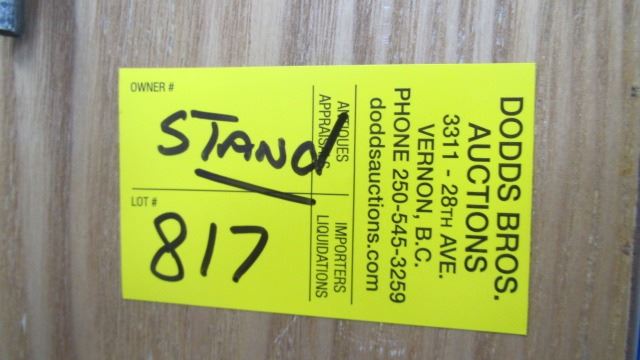 DODDS BROS.
AUCTIONS
3311 - 28TH AVE.
VERNON, B.C.
PHONE 250-545-3259
doddsauctions.com
ANTIQUES
APPRAISALS
IMPORTERS
LIQUIDATIONS
OWNER #
STAND
LOT #
817